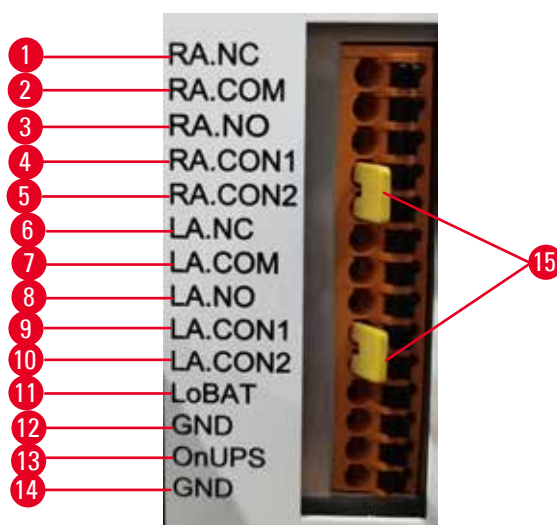 1 RA.NC
2 RA.COM
3 RA.NO
4 RA.CON1
5 RA.CON2
6 LA.NC
7 LA.COM
8 LA.NO
9 LA.CON1
10 LA.CON2
11 LoBAT
12 GND
13 OnUPS
14 GND
15